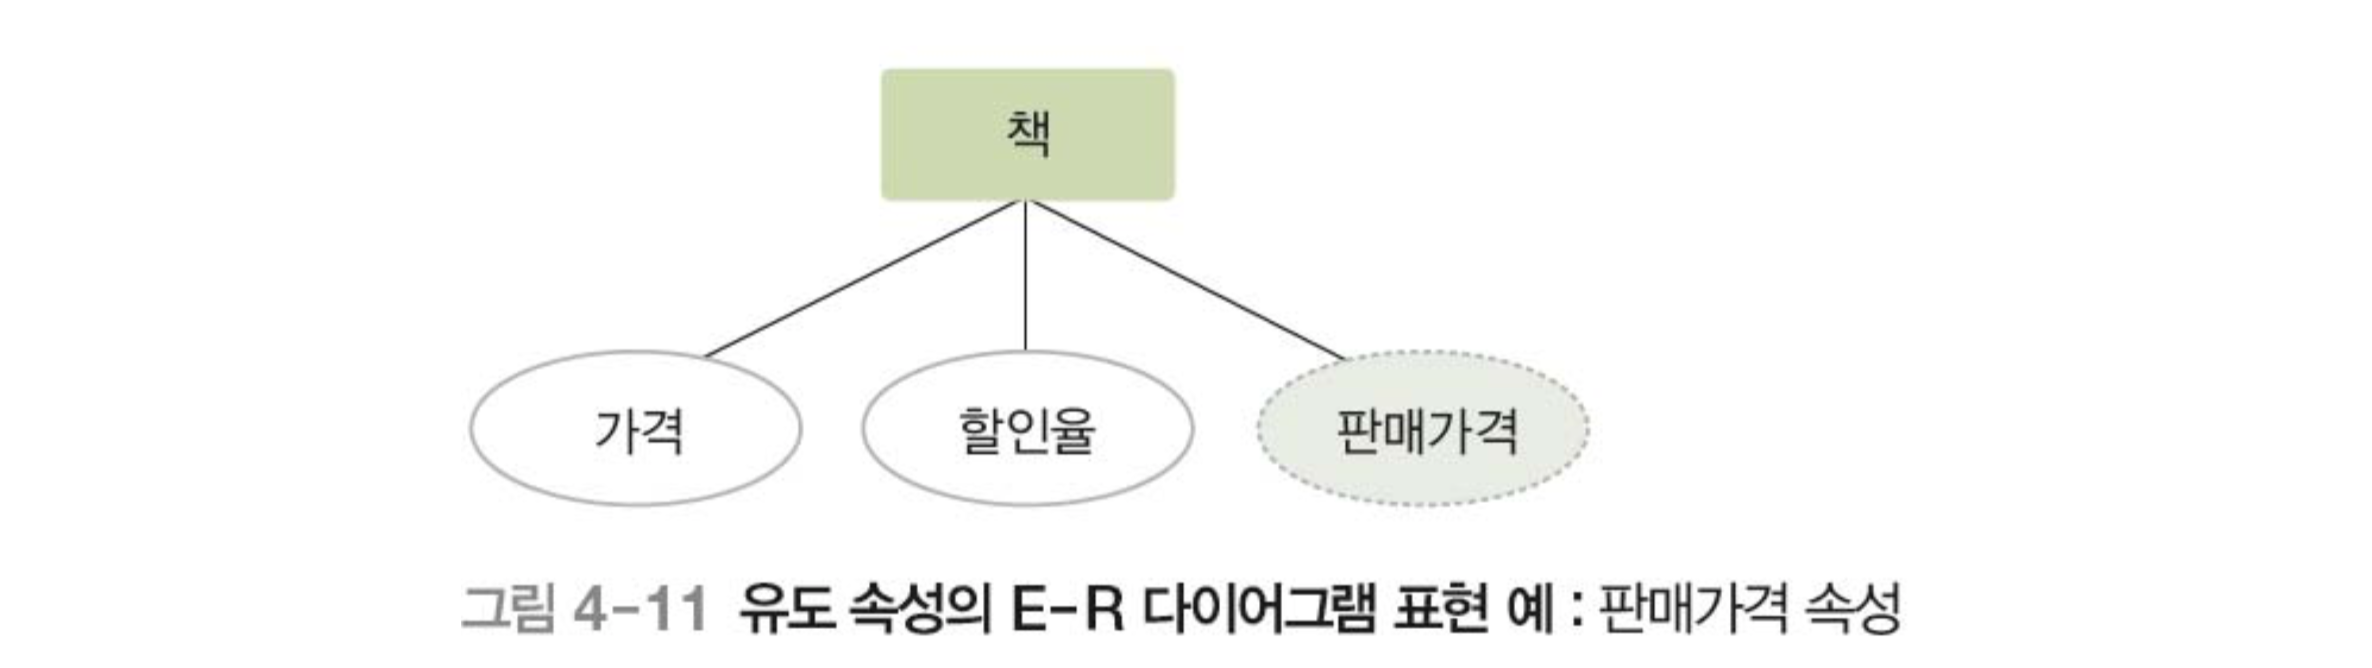 책
가격 할인율 판매가격
그림 4-11 유도 속성의 E-R 다이어그램 표현 예 : 판매가격 속성